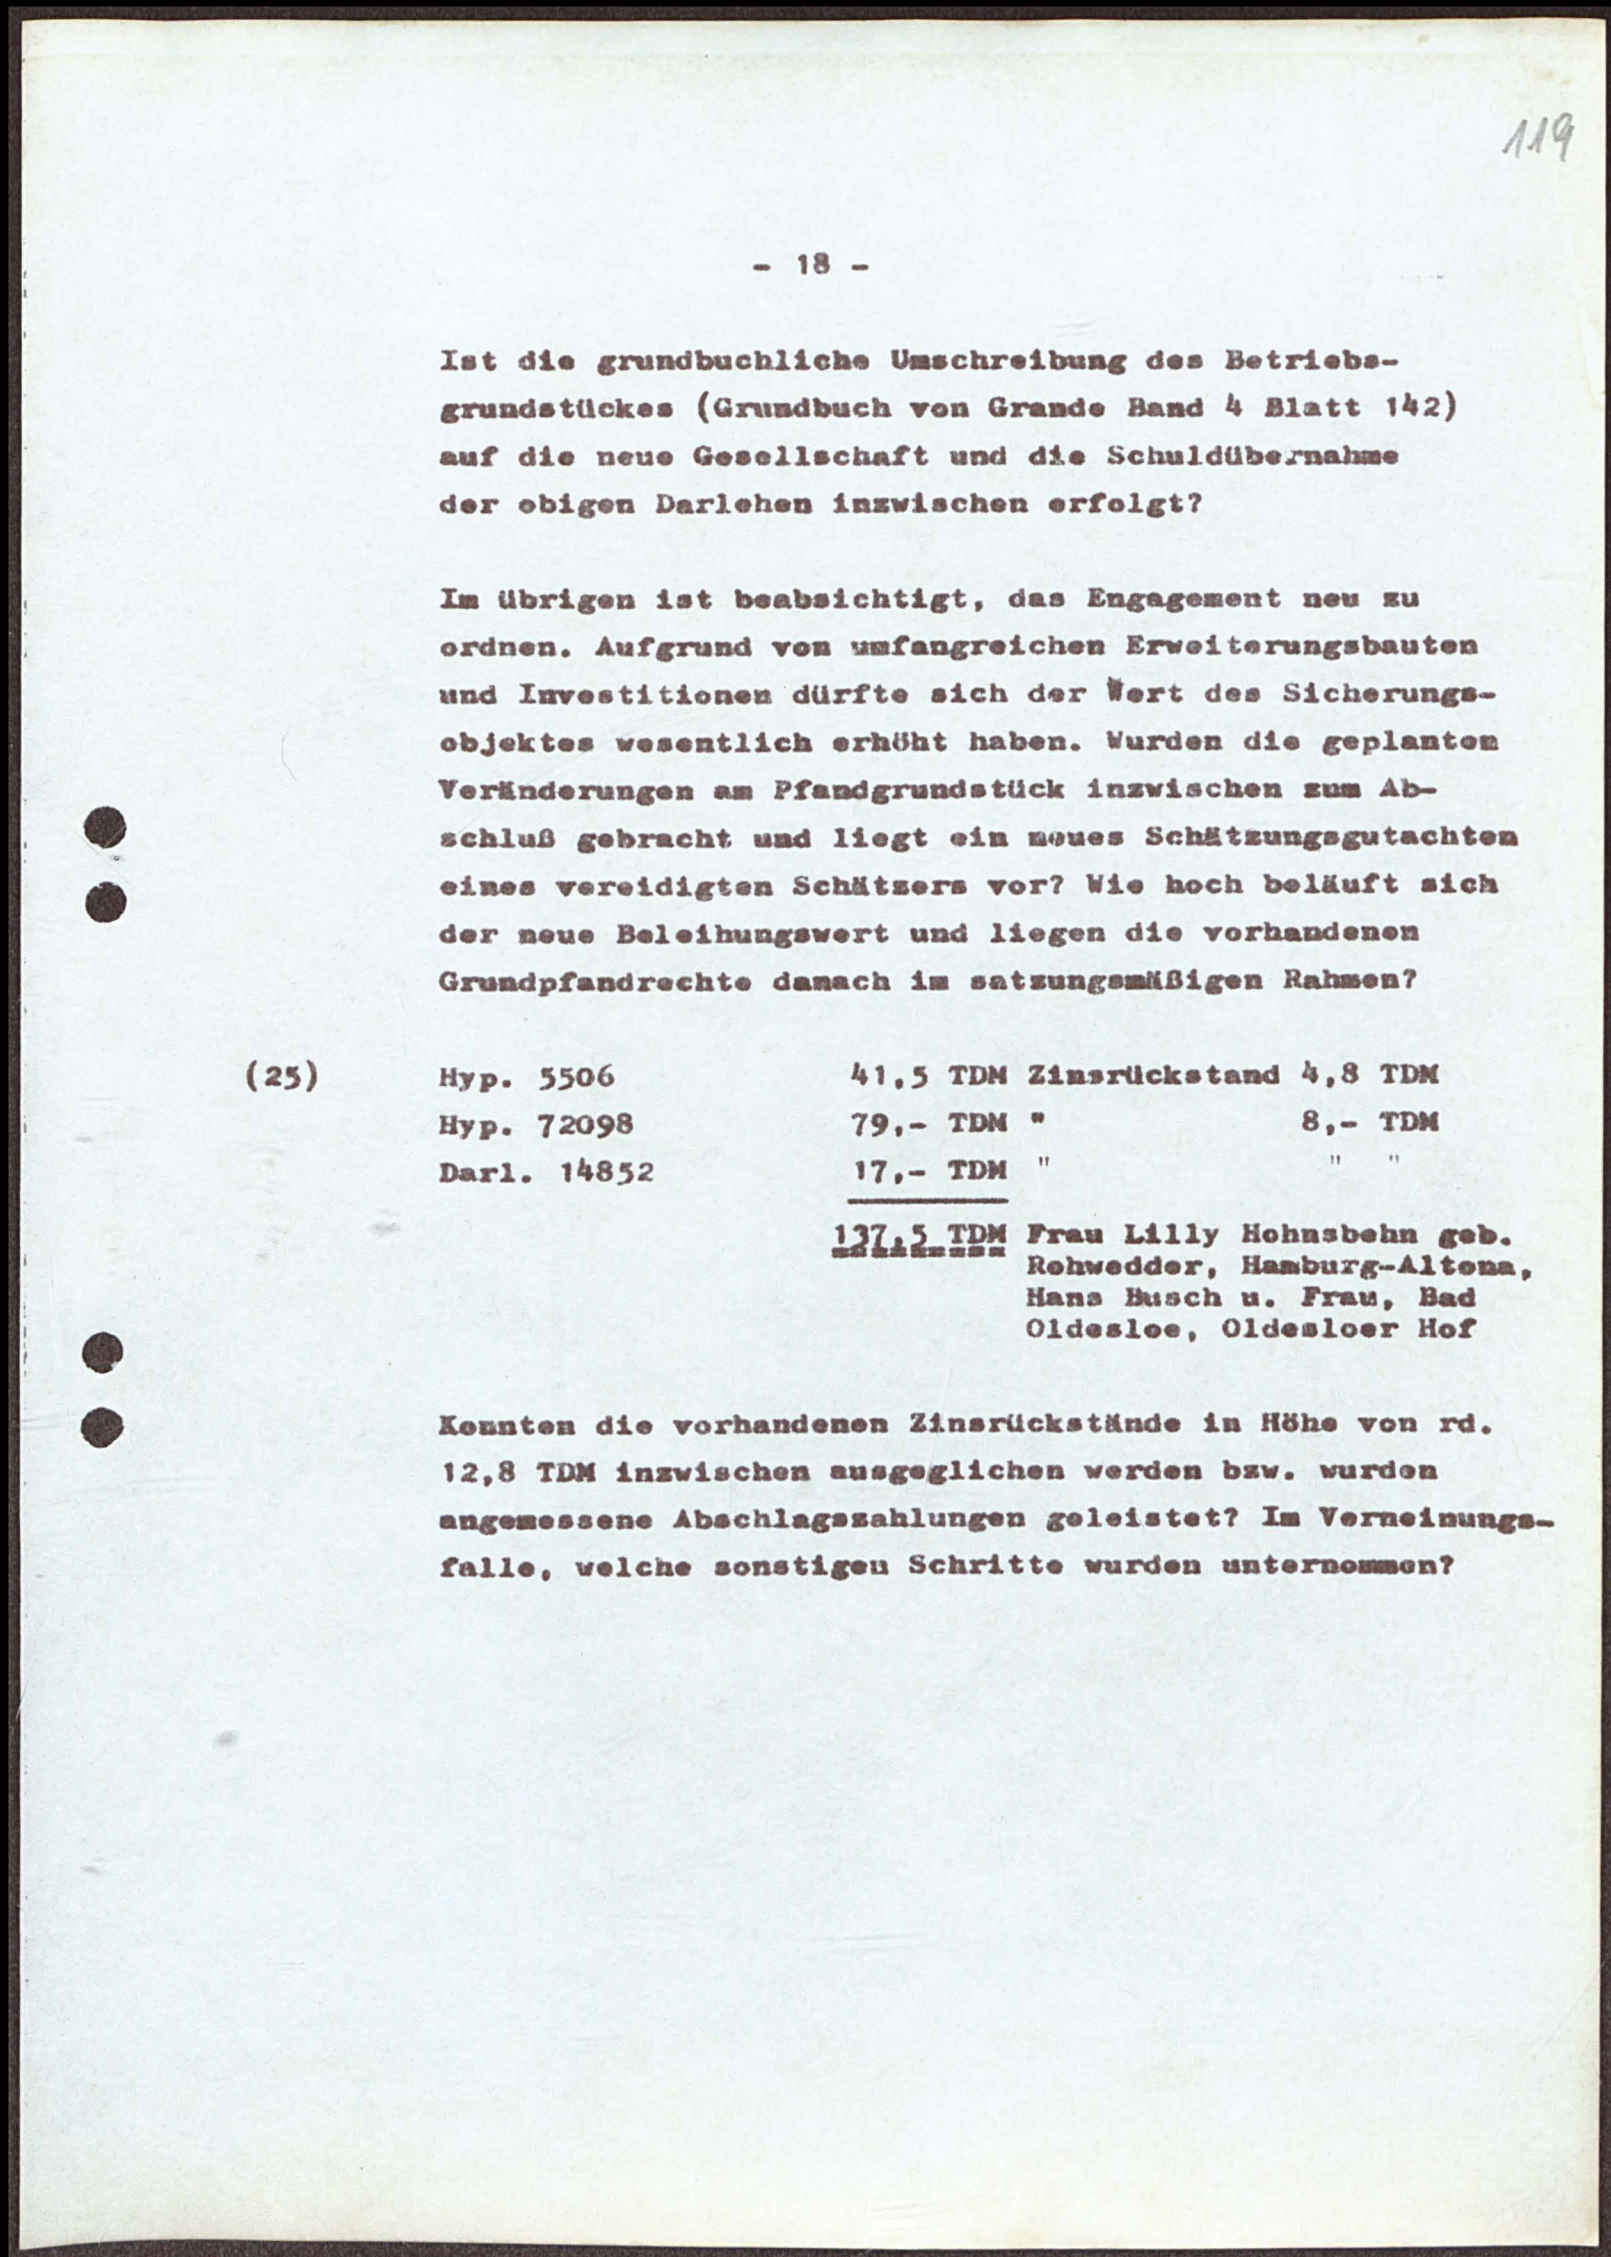 119
- 18 -
Ist die grundbuchliche Umschreibung des Betriebs-
grundstückes (Grundbuch von Grande Band 4 Blatt 142)
auf die neue Gesellschaft und die Schuldübernahme
der obigen Darlehen inzwischen erfolgt?
Im übrigen ist beabsichtigt, das Engagement neu zu
ordnen. Aufgrund von umfangreichen Erweiterungsbauten
und Investitionen dürfte sich der Wert des Sicherungs-
objektes wesentlich erhöht haben. Wurden die geplanten
Veränderungen am Pfandgrundstück inzwischen zum Ab-
schluß gebracht und liegt ein neues Schätzungsgutachten
eines vereidigten Schätzers vor? Wie hoch beläuft sich
der neue Beleihungswert und liegen die vorhandenen
Grundpfandrechte danach im satzungsmäßigen Rahmen?
(25) Hyp. 5506 41,5 TDM Zinsrückstand 4,8 TDM
Hyp. 72098 79,- TDM " 8,- TDM
Darl. 14852 17,- TDM " " "
137,5 TDM Frau Lilly Hohnsbehn geb.
Rohwedder, Hamburg-Altona,
Hans Busch u. Frau, Bad
Oldesloe, Oldesloer Hof
Konnten die vorhandenen Zinsrückstände in Höhe von rd.
12,8 TDM inzwischen ausgeglichen werden bzw. wurden
angemessene Abschlagszahlungen geleistet? Im Verneinungs-
falle, welche sonstigen Schritte wurden unternommen?